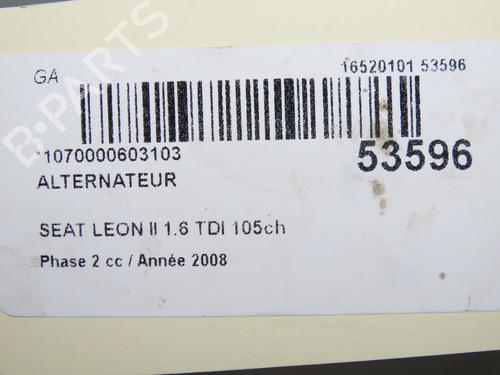 GA 16520101 53596
*1070000603103 53596
ALTERNATEUR
SEAT LEON II 1.6 TDI 105ch
Phase 2 cc / Année 2008
B-PARTS